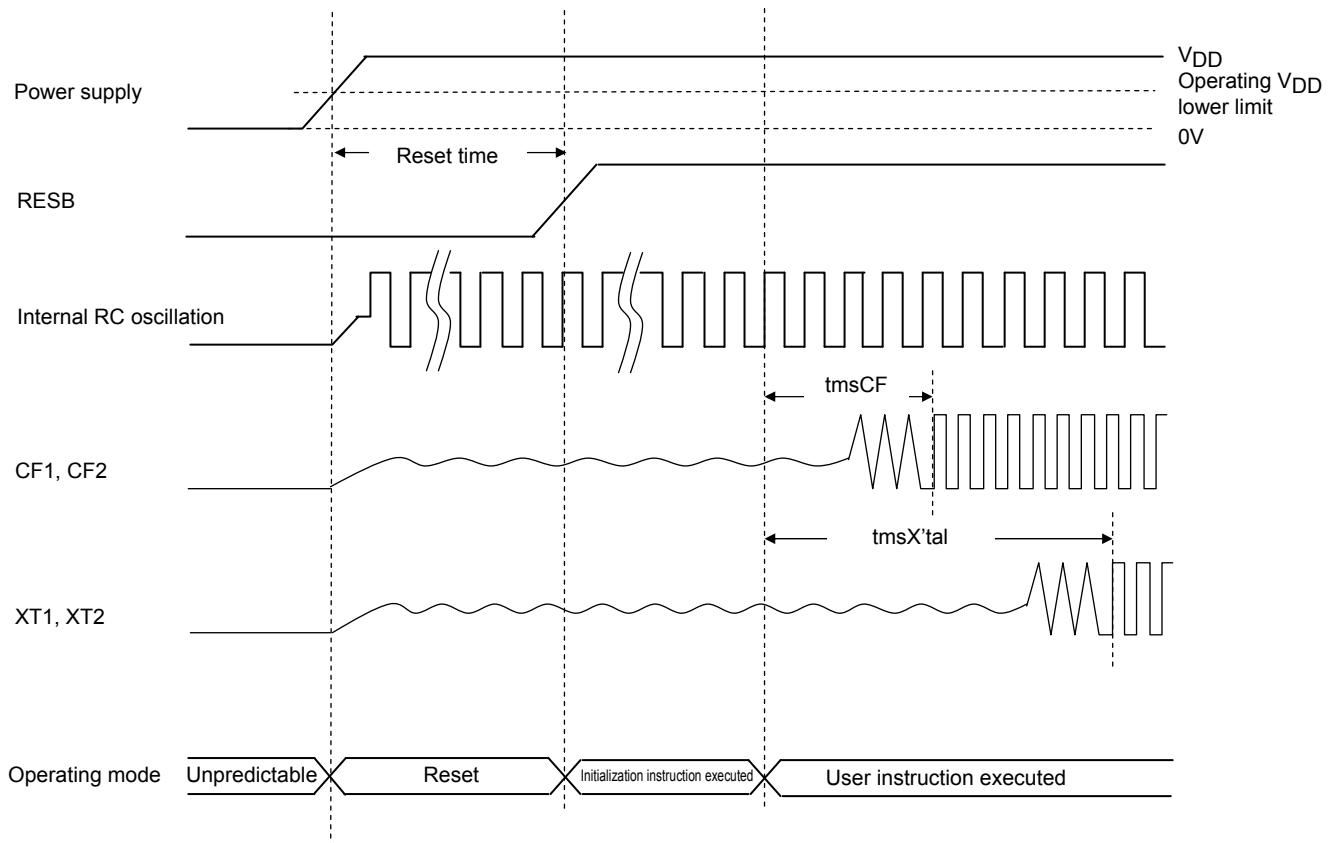 VDD
Power supply
Operating VDD
lower limit
0V
Reset time
RESB
Internal RC oscillation
tmsCF
CF1, CF2
tmsX'tal
XT1, XT2
Operating mode
Unpredictable
Reset
Initialization instruction executed
User instruction executed